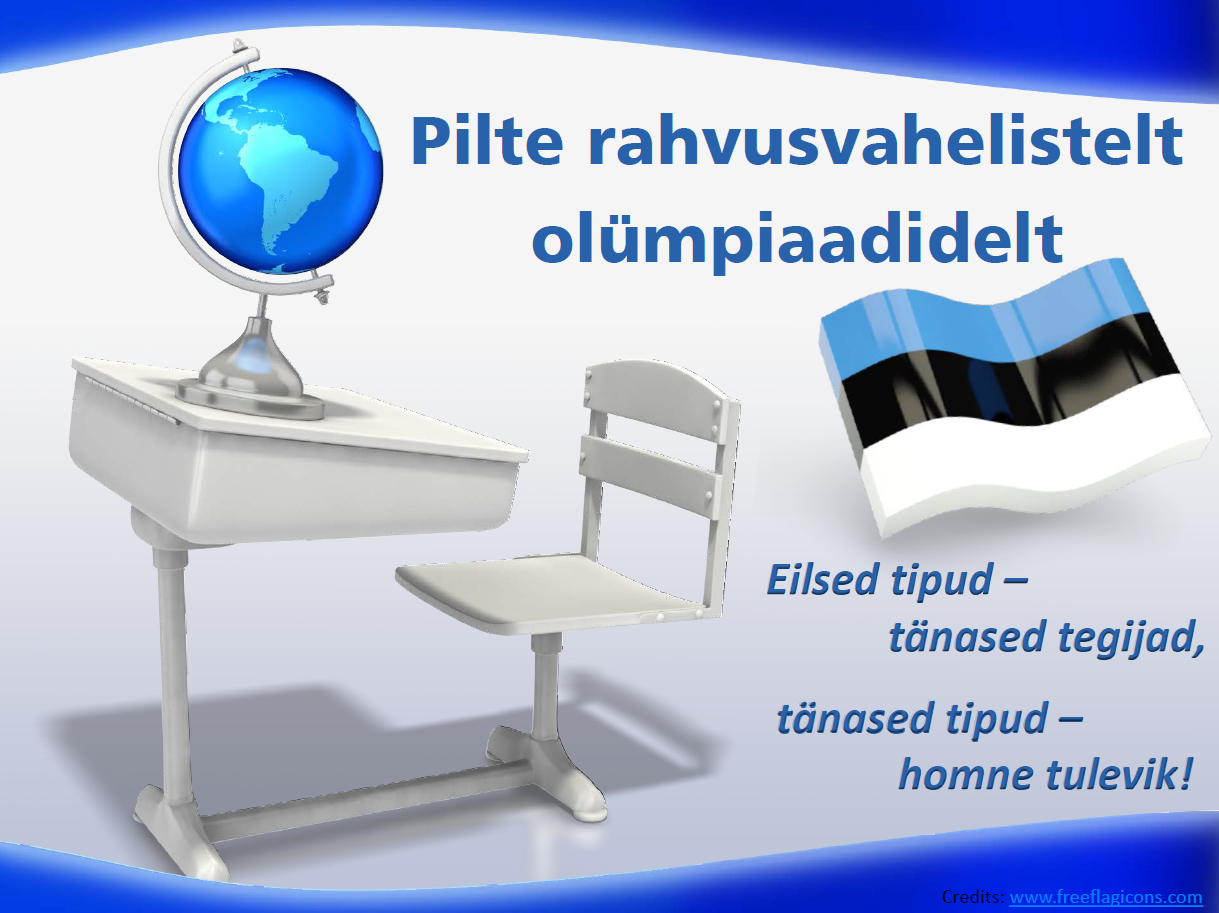 Pilte rahvusvahelistelt
olümpiaadidelt
Eilsed tipud –
tänased tegijad,
tänased tipud –
homne tulevik!
Credits: www.freeflagicons.com